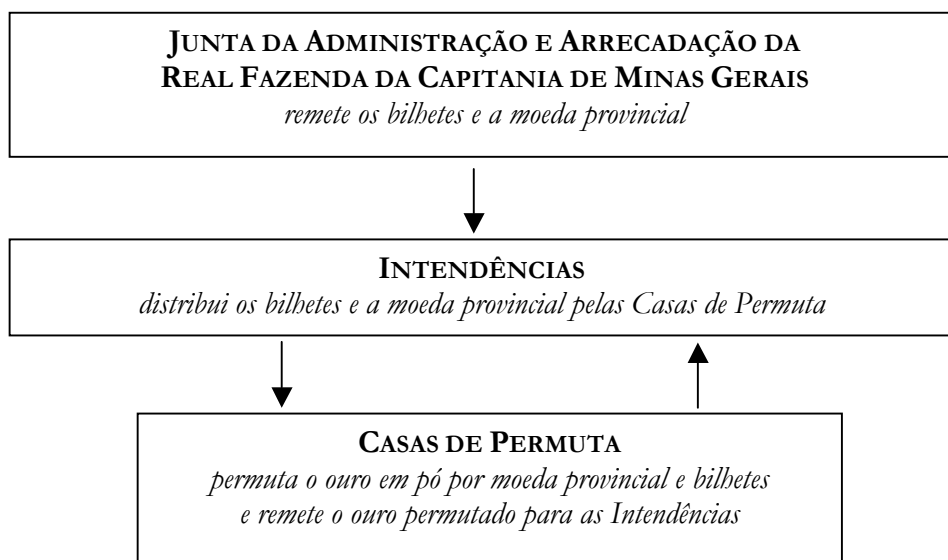 JUNTA DA ADMINISTRAÇÃO E ARRECADAÇÃO DA
REAL FAZENDA DA CAPITANIA DE MINAS GERAIS
remete os bilhetes e a moeda provincial
INTENDÊNCIAS
distribui os bilhetes e a moeda provincial pelas Casas de Permuta
CASAS DE PERMUTA
permuta o ouro em pó por moeda provincial e bilhetes
e remete o ouro permutado para as Intendências